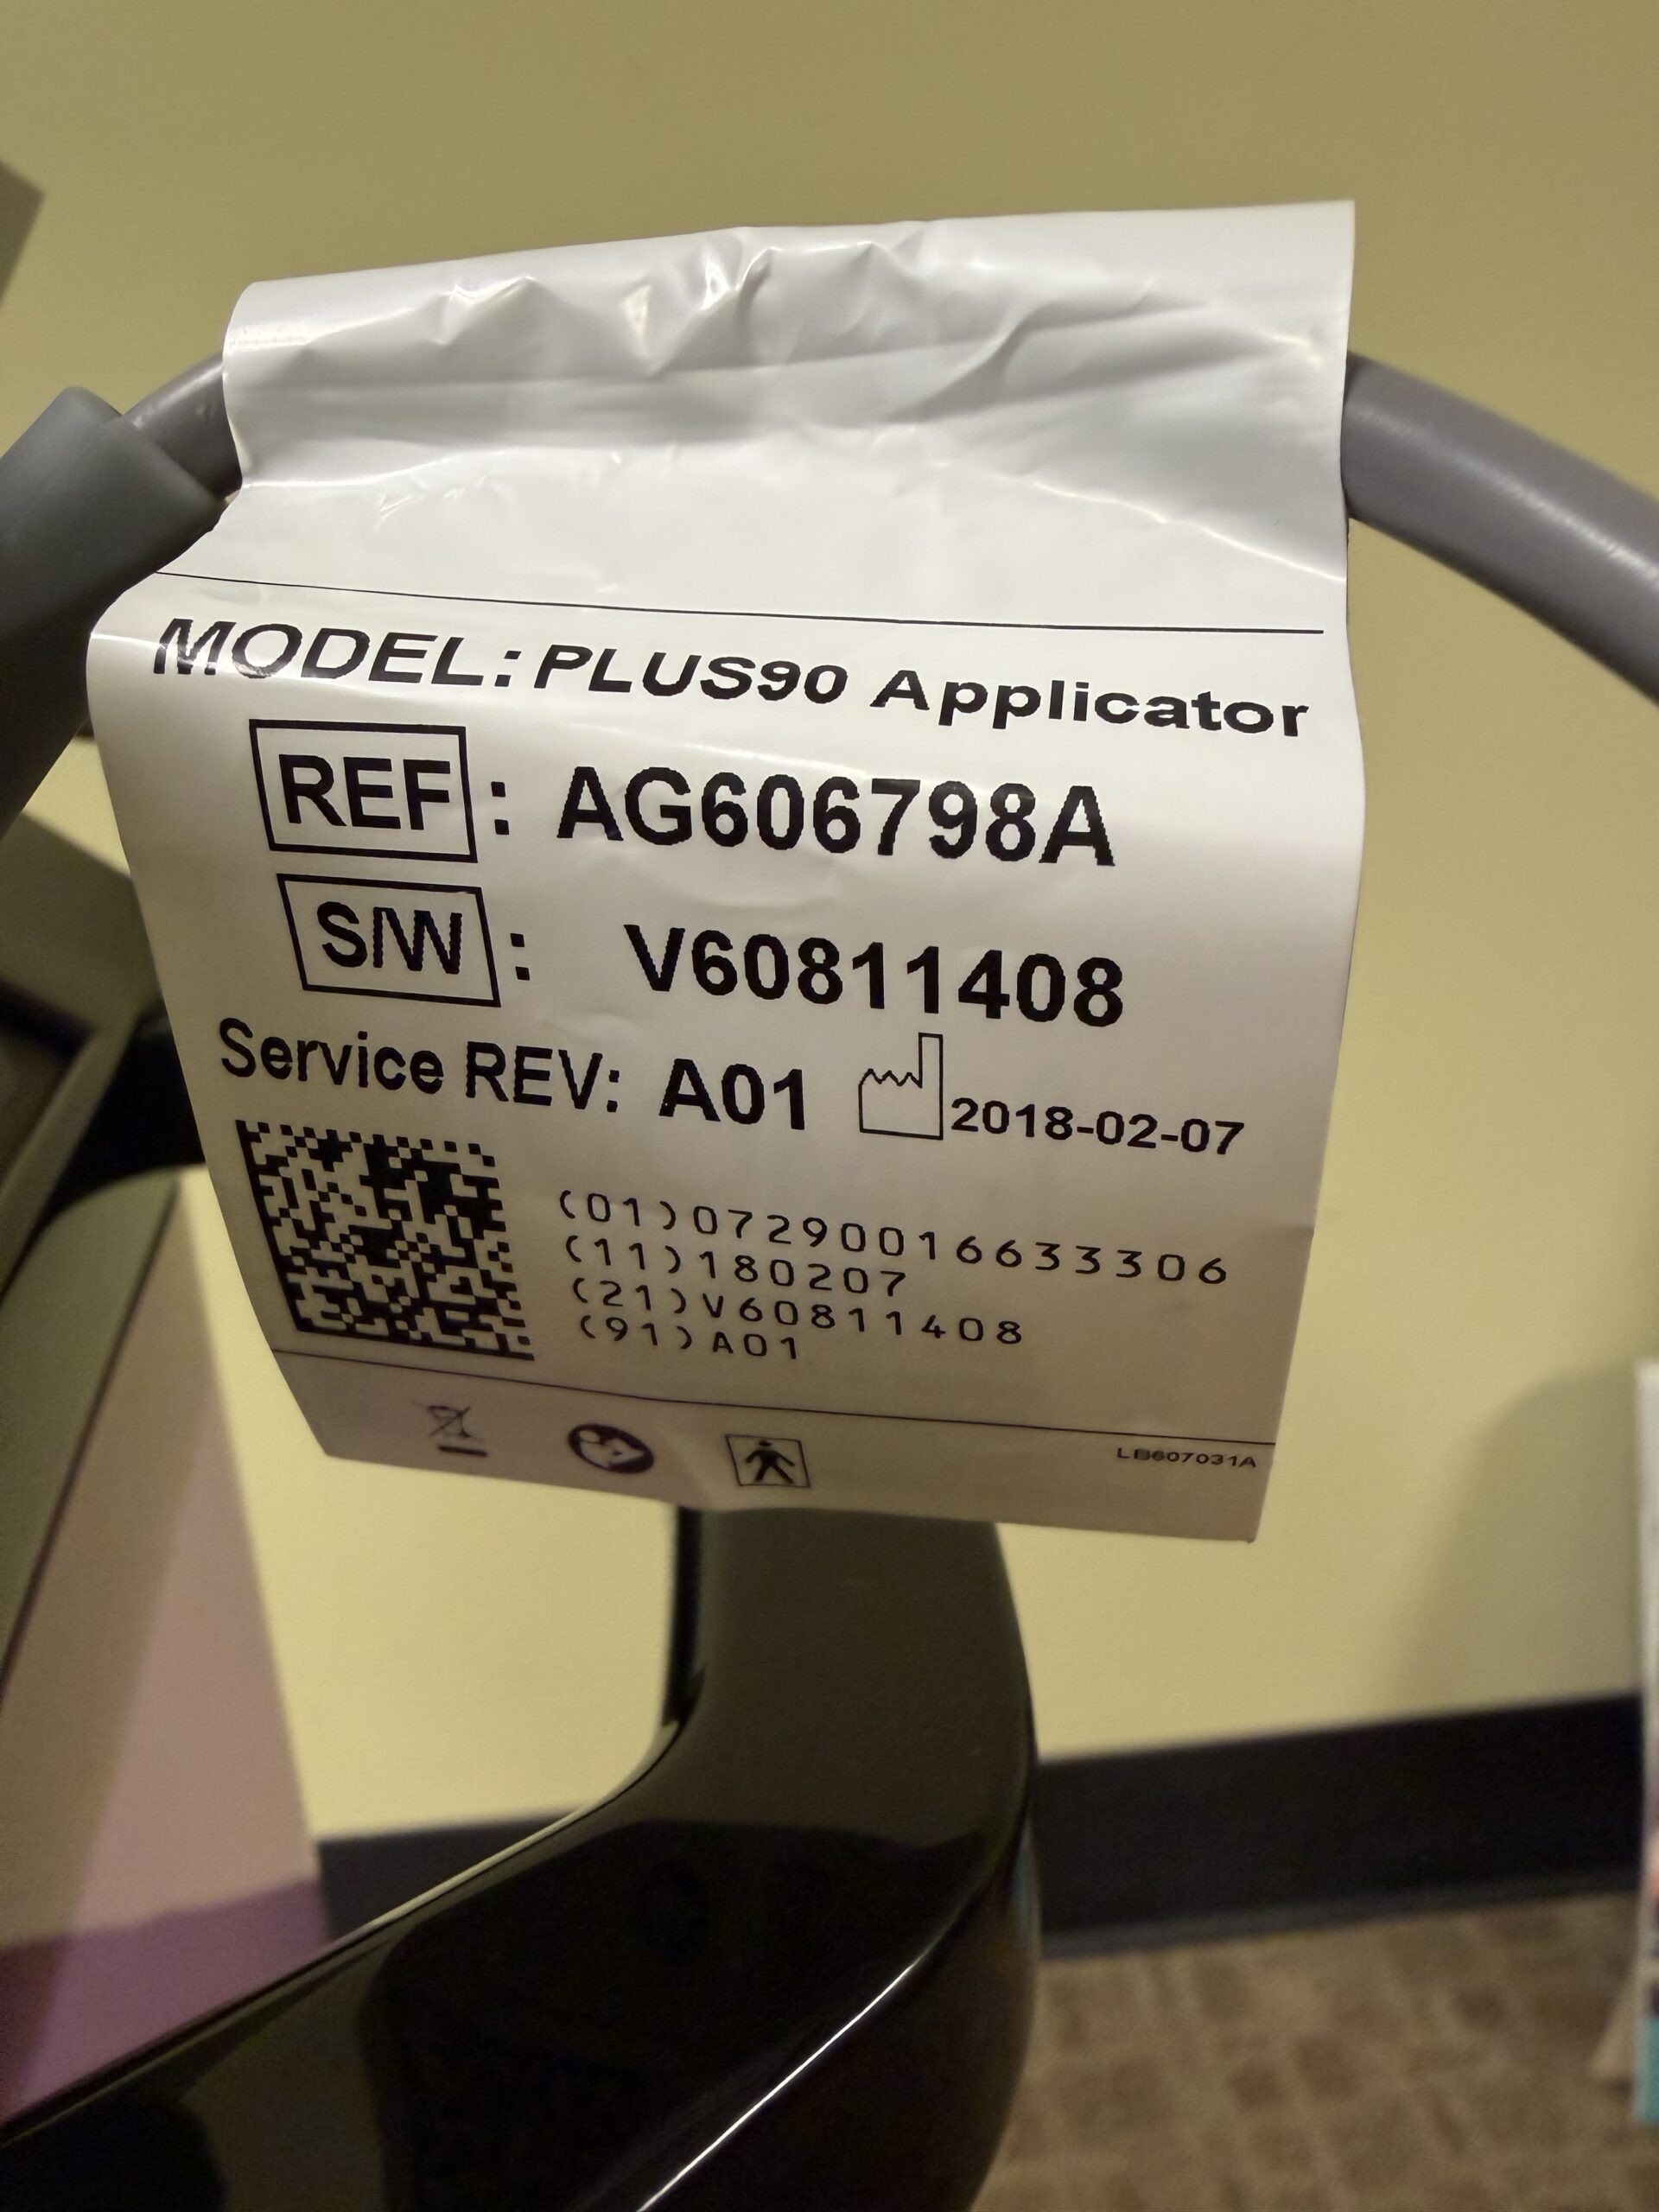 MODEL: PLUS90 Applicator
REF : AG606798A
S/W : V60811408
Service REV: A01 2018-02-07
(01)07290016633306
(11)180207
(21)V60811408
(91)A01
LB607031A